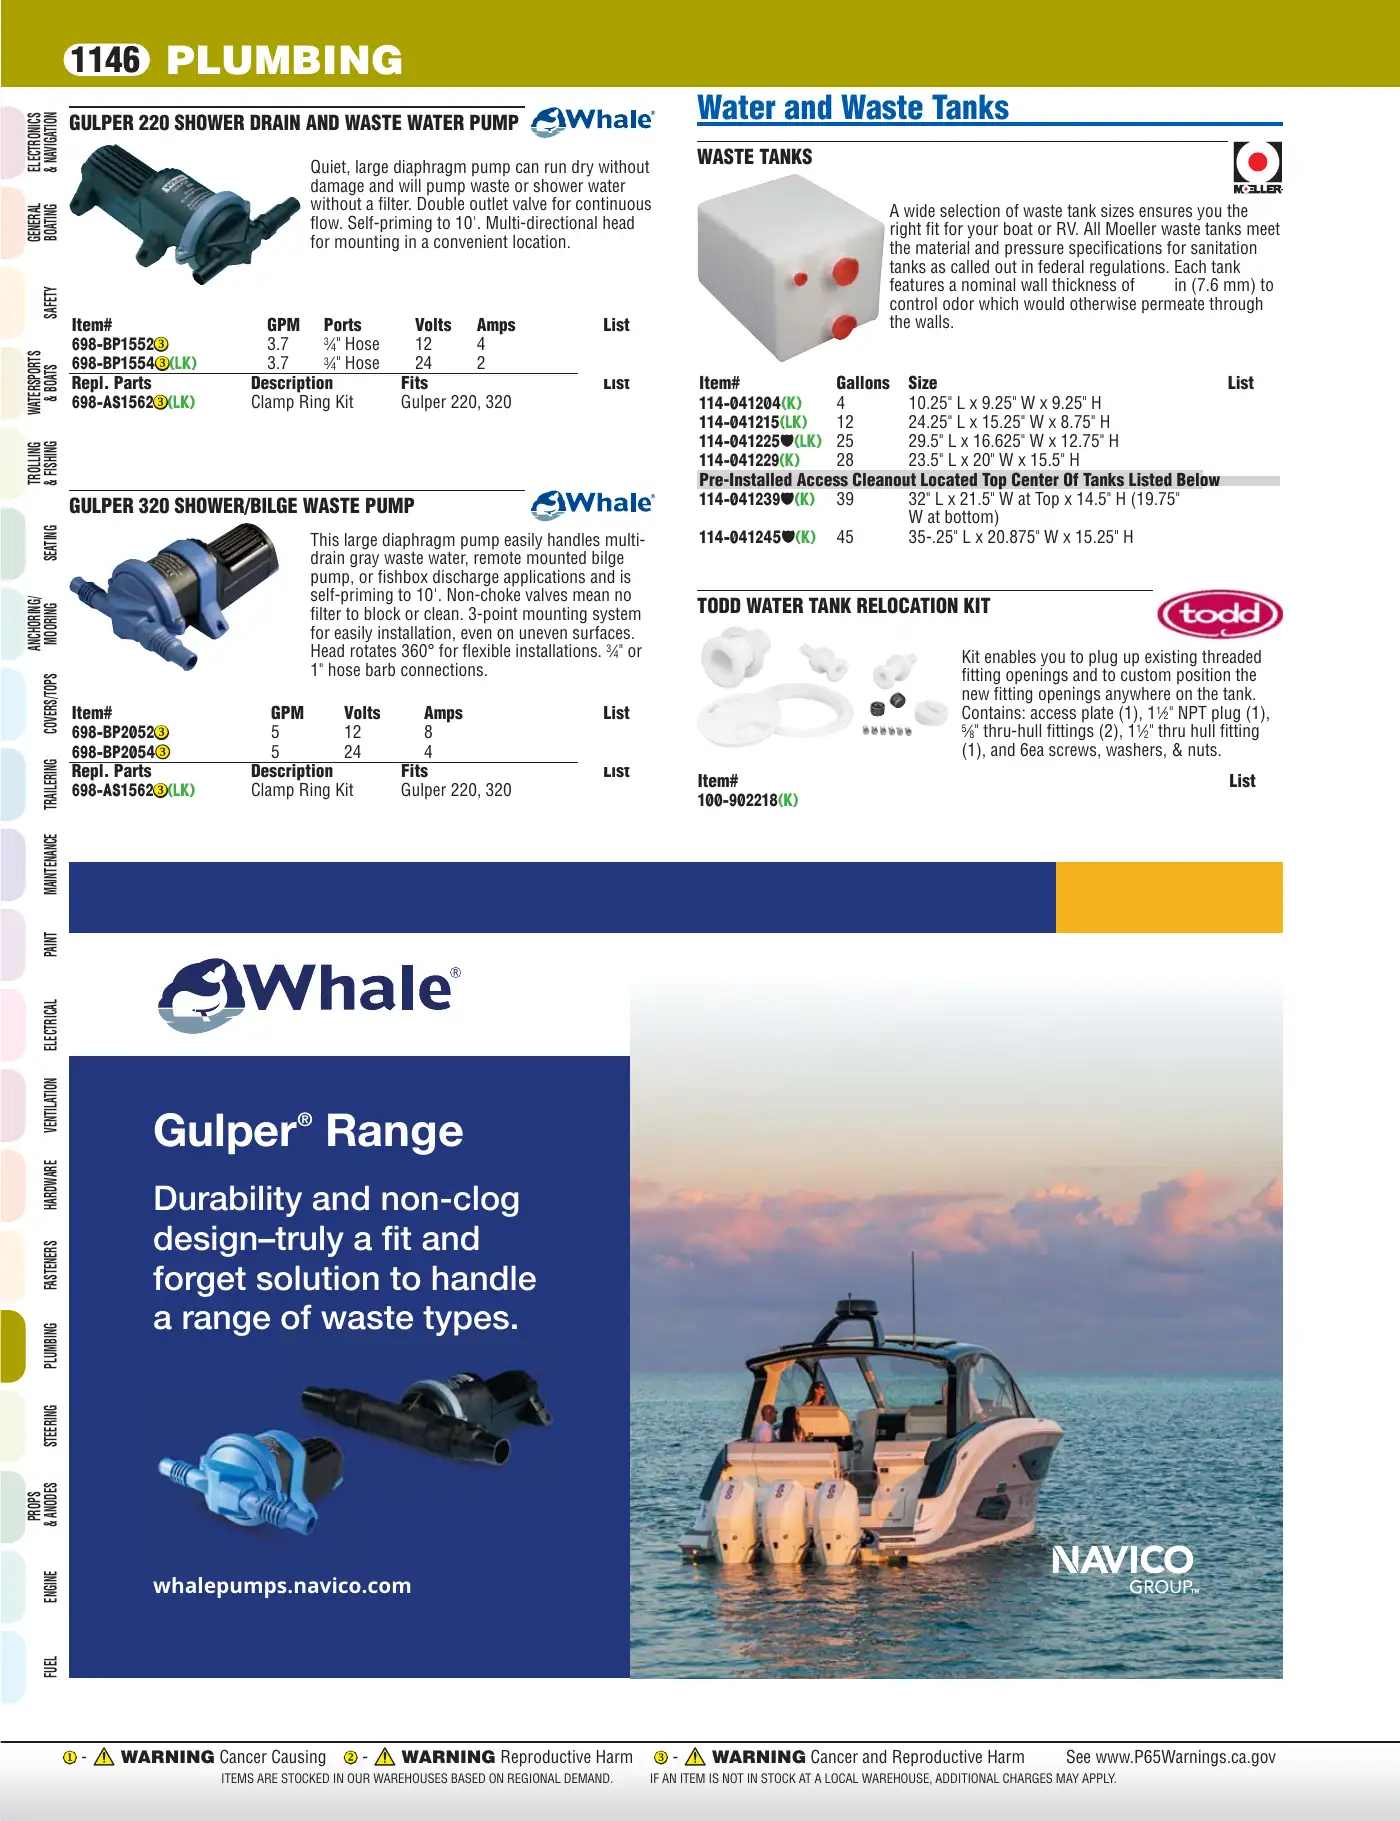 1146 PLUMBING
ELECTRONICS
& NAVIGATION
GENERAL
BOATING
SAFETY
WATERSPORTS
& BOATS
TROLLING
& FISHING
SEATING
ANCHORING/
MOORING
COVERS/TOPS
TRAILERING
MAINTENANCE
PAINT
ELECTRICAL
VENTILATION
HARDWARE
FASTENERS
PLUMBING
STEERING
PROPS
& ANODES
ENGINE
FUEL
GULPER 220 SHOWER DRAIN AND WASTE WATER PUMP
Whale®
Quiet, large diaphragm pump can run dry without
damage and will pump waste or shower water
without a filter. Double outlet valve for continuous
flow. Self-priming to 10'. Multi-directional head
for mounting in a convenient location.
Item# GPM Ports Volts Amps List
698-BP1552③ 3.7 ¾" Hose 12 4
698-BP1554③(LK) 3.7 ¾" Hose 24 2
Repl. Parts Description Fits List
698-AS1562③(LK) Clamp Ring Kit Gulper 220, 320
GULPER 320 SHOWER/BILGE WASTE PUMP
Whale®
This large diaphragm pump easily handles multi-
drain gray waste water, remote mounted bilge
pump, or fishbox discharge applications and is
self-priming to 10'. Non-choke valves mean no
filter to block or clean. 3-point mounting system
for easily installation, even on uneven surfaces.
Head rotates 360° for flexible installations. ¾" or
1" hose barb connections.
Item# GPM Volts Amps List
698-BP2052③ 5 12 8
698-BP2054③ 5 24 4
Repl. Parts Description Fits List
698-AS1562③(LK) Clamp Ring Kit Gulper 220, 320
Water and Waste Tanks
WASTE TANKS
MOELLER
A wide selection of waste tank sizes ensures you the
right fit for your boat or RV. All Moeller waste tanks meet
the material and pressure specifications for sanitation
tanks as called out in federal regulations. Each tank
features a nominal wall thickness of in (7.6 mm) to
control odor which would otherwise permeate through
the walls.
Item# Gallons Size List
114-041204(K) 4 10.25" L x 9.25" W x 9.25" H
114-041215(LK) 12 24.25" L x 15.25" W x 8.75" H
114-041225(LK) 25 29.5" L x 16.625" W x 12.75" H
114-041229(K) 28 23.5" L x 20" W x 15.5" H
Pre-Installed Access Cleanout Located Top Center Of Tanks Listed Below
114-041239(K) 39 32" L x 21.5" W at Top x 14.5" H (19.75"
W at bottom)
114-041245(K) 45 35-.25" L x 20.875" W x 15.25" H
TODD WATER TANK RELOCATION KIT
todd
Kit enables you to plug up existing threaded
fitting openings and to custom position the
new fitting openings anywhere on the tank.
Contains: access plate (1), 1½" NPT plug (1),
⅝" thru-hull fittings (2), 1½" thru hull fitting
(1), and 6ea screws, washers, & nuts.
Item# List
100-902218(K)
Whale®
Gulper® Range
Durability and non-clog
design–truly a fit and
forget solution to handle
a range of waste types.
whalepumps.navico.com
NAVICO
GROUP™
① - ⚠ WARNING Cancer Causing ② - ⚠ WARNING Reproductive Harm ③ - ⚠ WARNING Cancer and Reproductive Harm See www.P65Warnings.ca.gov
ITEMS ARE STOCKED IN OUR WAREHOUSES BASED ON REGIONAL DEMAND. IF AN ITEM IS NOT IN STOCK AT A LOCAL WAREHOUSE, ADDITIONAL CHARGES MAY APPLY.